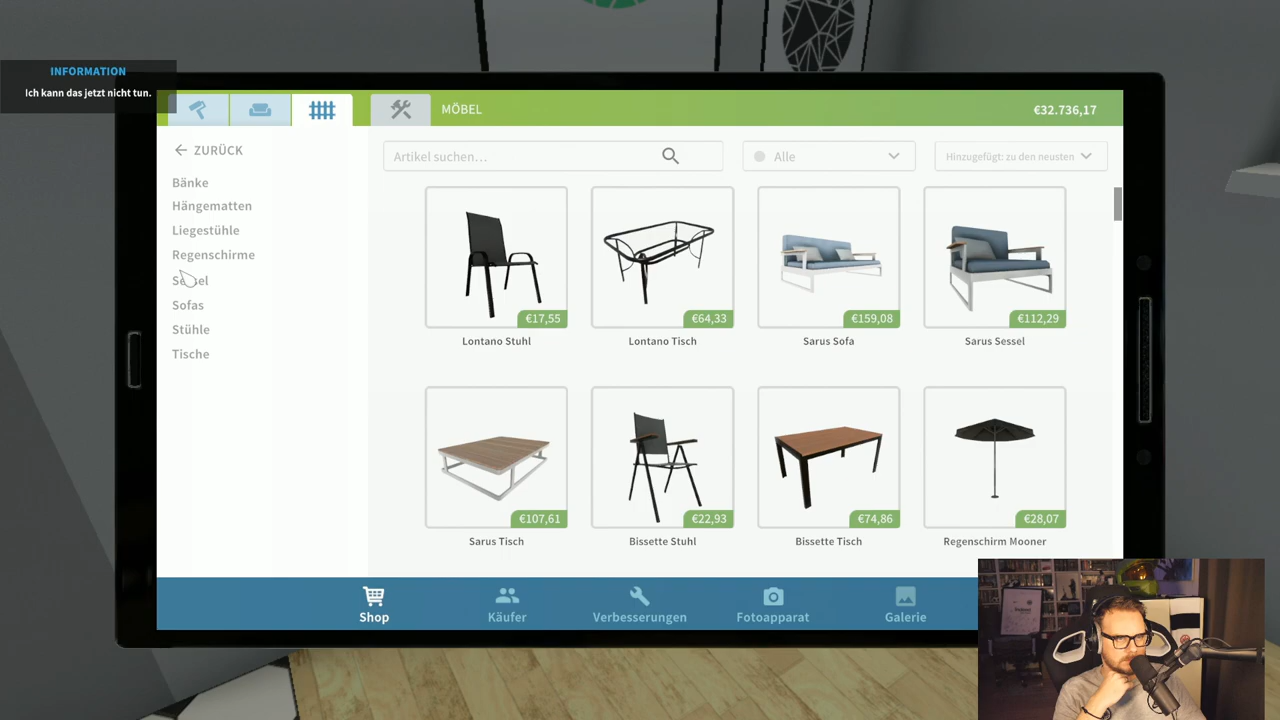 INFORMATION
Ich kann das jetzt nicht tun.
MÖBEL
€32.736,17
ZURÜCK
Artikel suchen...
Alle
Hinzugefügt: zu den neusten
Bänke
Hängematten
Liegestühle
Regenschirme
Sessel
Sofas
Stühle
Tische
€17,55
€64,33
€159,08
€112,29
Lontano Stuhl
Lontano Tisch
Sarus Sofa
Sarus Sessel
€107,61
€22,93
€74,86
€28,07
Sarus Tisch
Bissette Stuhl
Bissette Tisch
Regenschirm Mooner
Shop
Käufer
Verbesserungen
Fotoapparat
Galerie